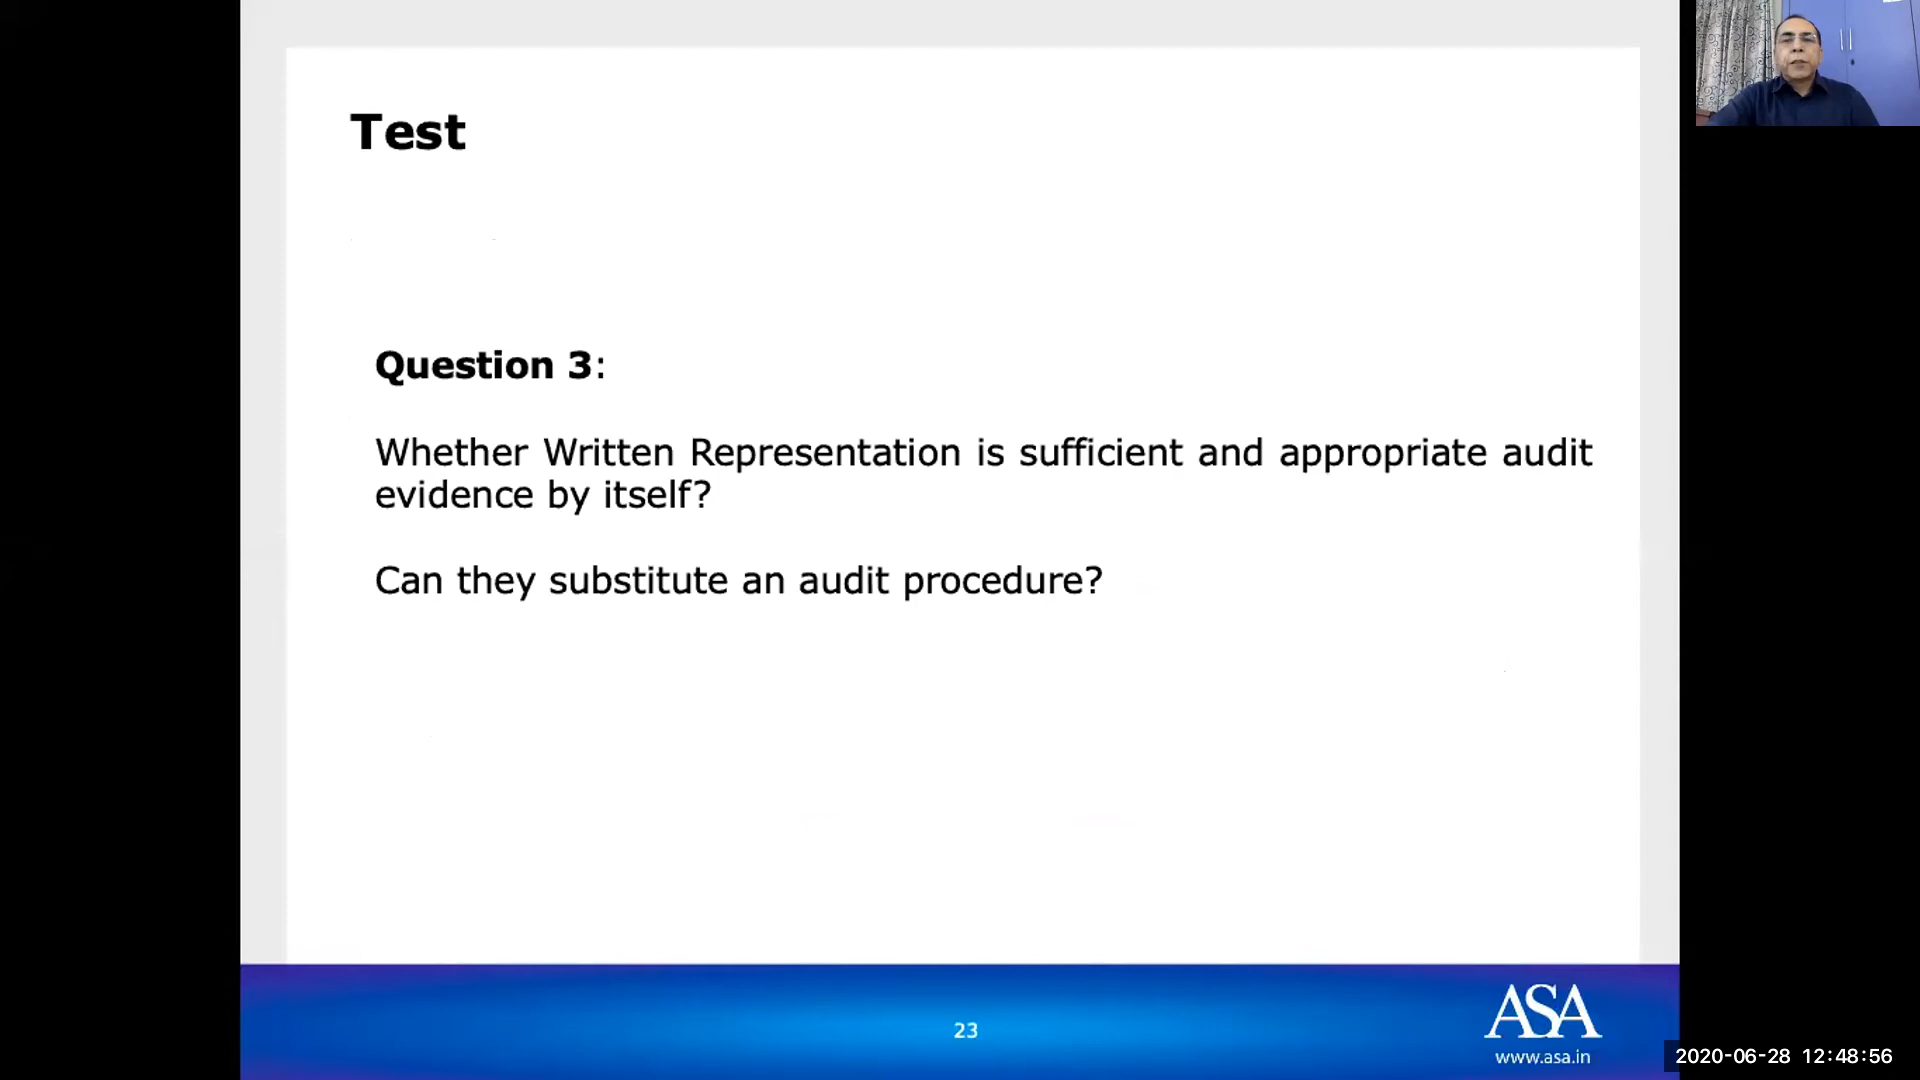 Test
Question 3:
Whether Written Representation is sufficient and appropriate audit
evidence by itself?
Can they substitute an audit procedure?
23
ASA
www.asa.in
2020-06-28 12:48:56